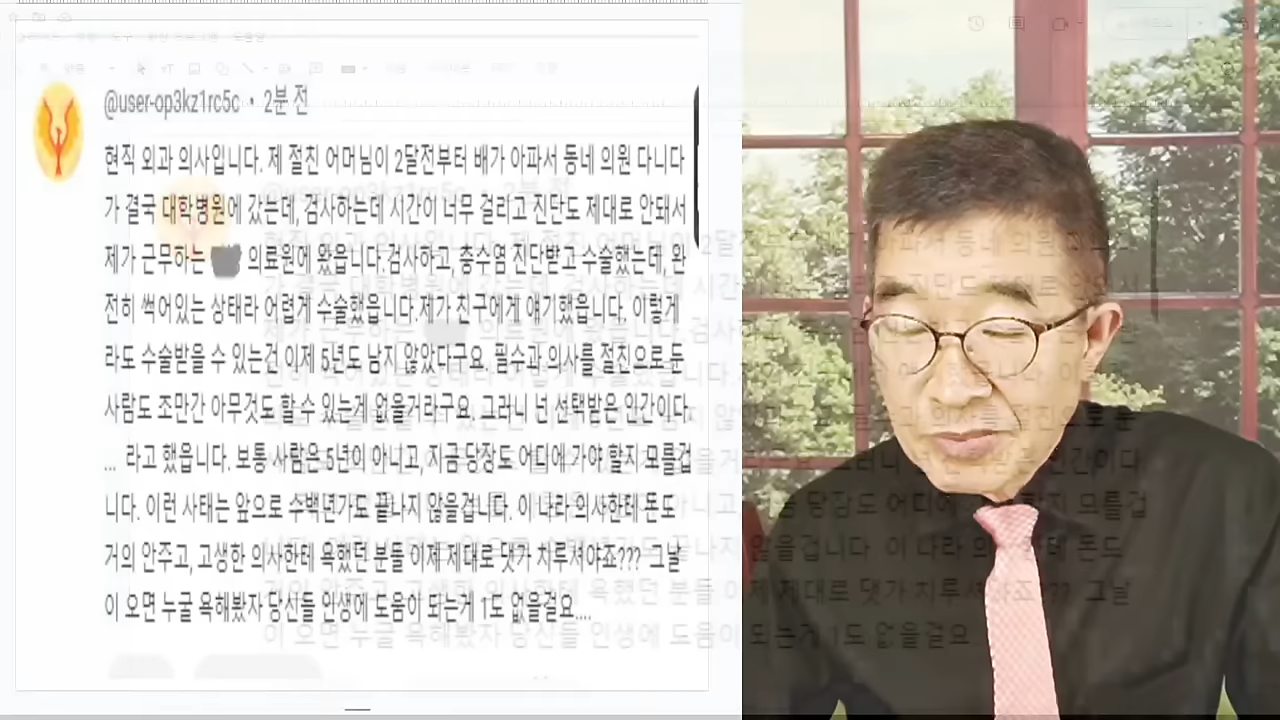 @user-op3kz1rc5c · 2분 전
현직 외과 의사입니다. 제 절친 어머님이 2달전부터 배가 아파서 동네 의원 다니다
가 결국 대학병원에 갔는데, 검사하는데 시간이 너무 걸리고 진단도 제대로 안돼서
제가 근무하는 의료원에 왔읍니다.검사하고, 충수염 진단받고 수술했는데, 완
전히 썩어있는 상태라 어렵게 수술했읍니다.제가 친구에게 얘기했읍니다. 이렇게
라도 수술받을 수 있는건 이제 5년도 남지 않았다구요. 필수과 의사를 절친으로 둔
사람도 조만간 아무것도 할 수 있는게 없을거라구요. 그러니 넌 선택받은 인간이다.
... 라고 했읍니다. 보통 사람은 5년이 아니고, 지금 당장도 어디에 가야 할지 모를겁
니다. 이런 사태는 앞으로 수백년가도 끝나지 않을겁니다. 이 나라 의사한테 돈도
거의 안주고, 고생한 의사한테 욕했던 분들 이제 제대로 댓가 치루셔야죠??? 그날
이 오면 누굴 욕해봤자 당신들 인생에 도움이 되는게 1도 없을걸요....